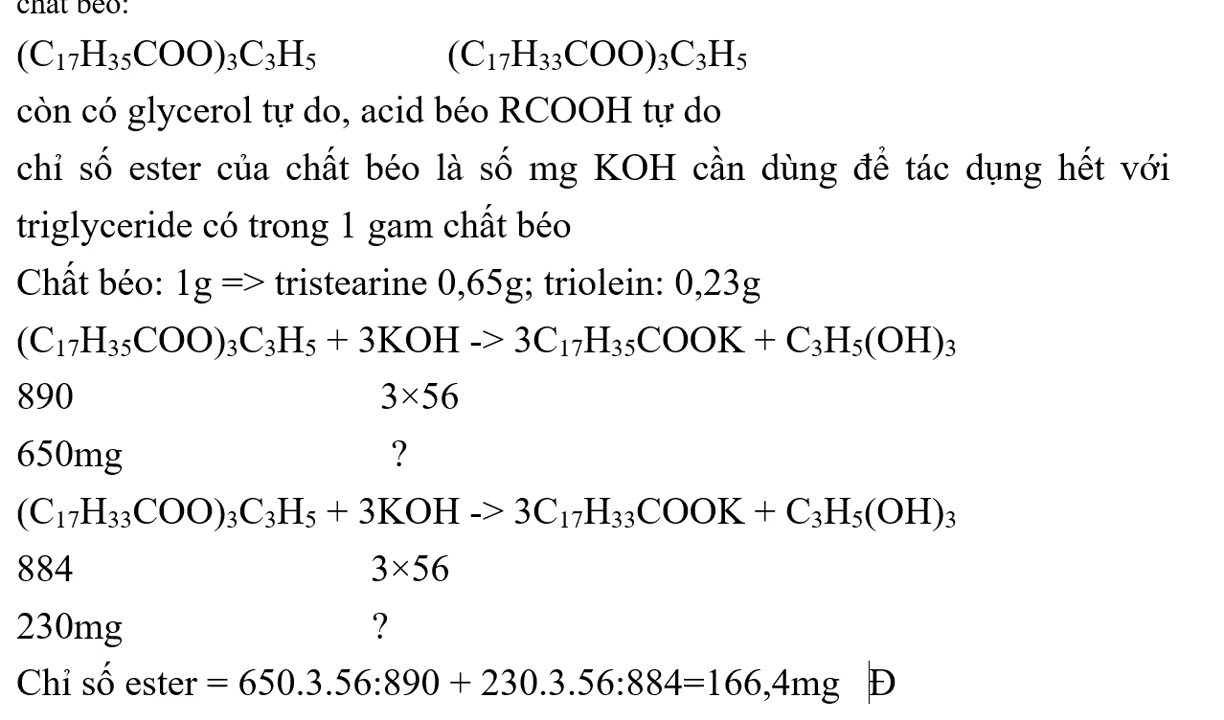 chất béo:
(C₁₇H₃₅COO)₃C₃H₅ (C₁₇H₃₃COO)₃C₃H₅
còn có glycerol tự do, acid béo RCOOH tự do
chỉ số ester của chất béo là số mg KOH cần dùng để tác dụng hết với
triglyceride có trong 1 gam chất béo
Chất béo: 1g => tristearine 0,65g; triolein: 0,23g
(C₁₇H₃₅COO)₃C₃H₅ + 3KOH -> 3C₁₇H₃₅COOK + C₃H₅(OH)₃
890 3×56
650mg ?
(C₁₇H₃₃COO)₃C₃H₅ + 3KOH -> 3C₁₇H₃₃COOK + C₃H₅(OH)₃
884 3×56
230mg ?
Chỉ số ester = 650.3.56:890 + 230.3.56:884=166,4mg Đ